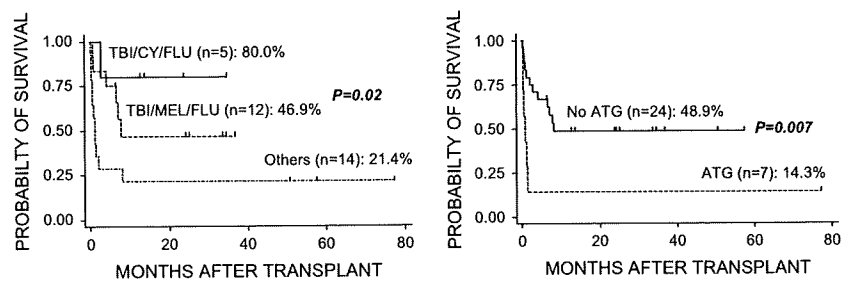 PROBABILTY OF SURVIVAL
1.00
0.75
0.50
0.25
0.00
TBI/CY/FLU (n=5): 80.0%
P=0.02
TBI/MEL/FLU (n=12): 46.9%
Others (n=14): 21.4%
0 20 40 60 80
MONTHS AFTER TRANSPLANT
PROBABILTY OF SURVIVAL
1.00
0.75
0.50
0.25
0.00
No ATG (n=24): 48.9%
P=0.007
ATG (n=7): 14.3%
0 20 40 60 80
MONTHS AFTER TRANSPLANT